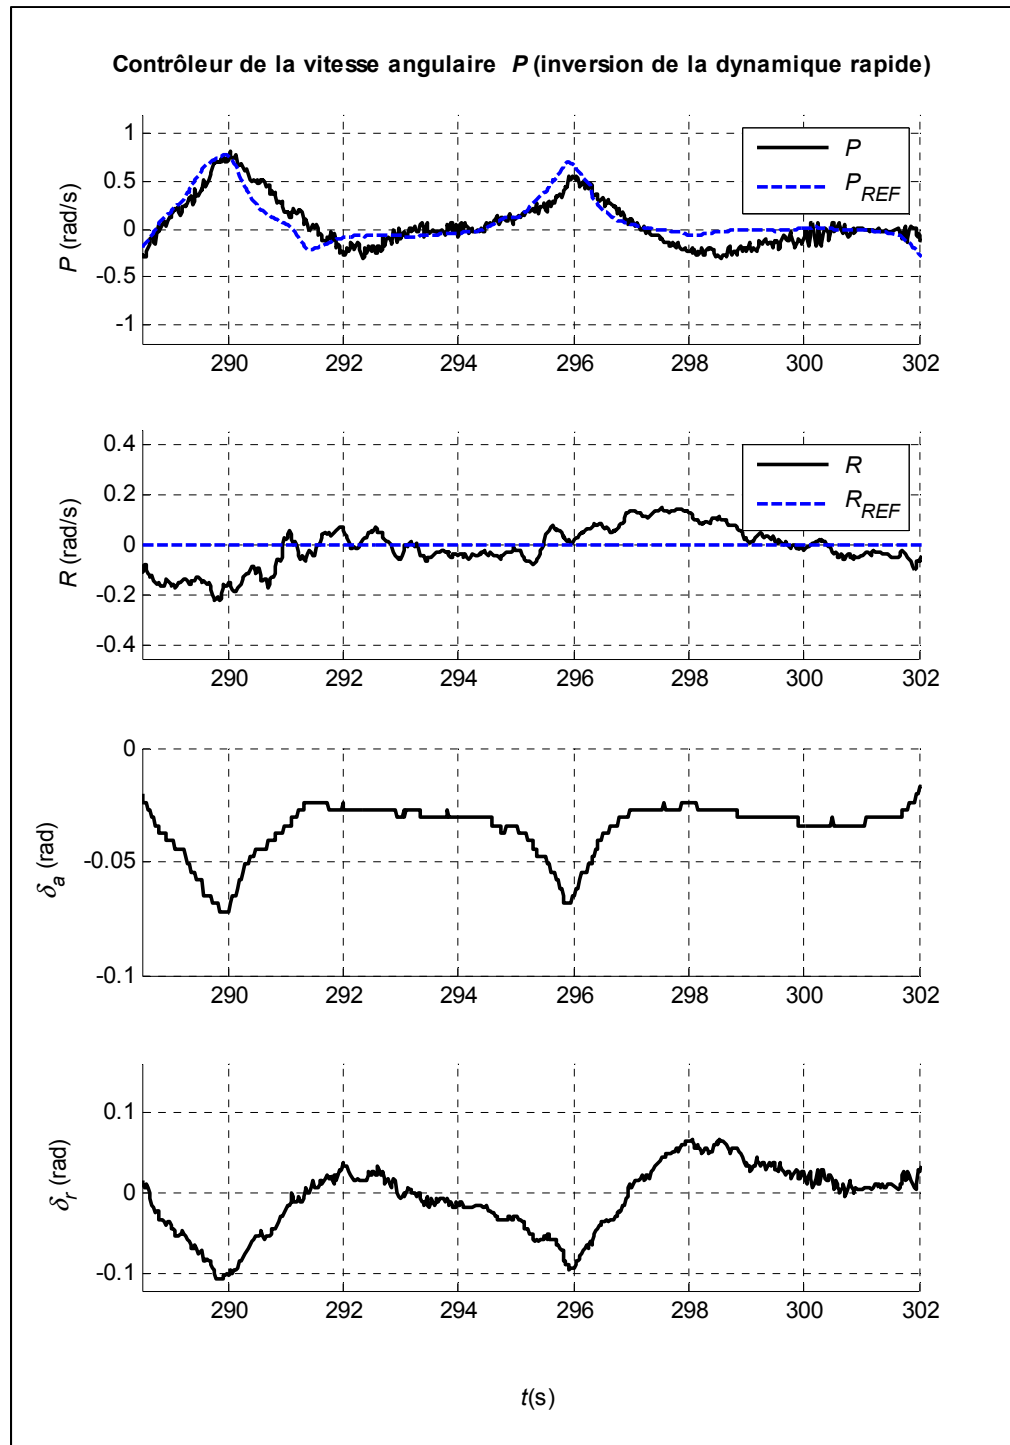 Contrôleur de la vitesse angulaire P (inversion de la dynamique rapide)
1
0.5
0
-0.5
-1
P (rad/s)
P
P_REF
290 292 294 296 298 300 302
0.4
0.2
0
-0.2
-0.4
R (rad/s)
R
R_REF
290 292 294 296 298 300 302
0
-0.05
-0.1
δ_a (rad)
290 292 294 296 298 300 302
0.1
0
-0.1
δ_r (rad)
290 292 294 296 298 300 302
t(s)